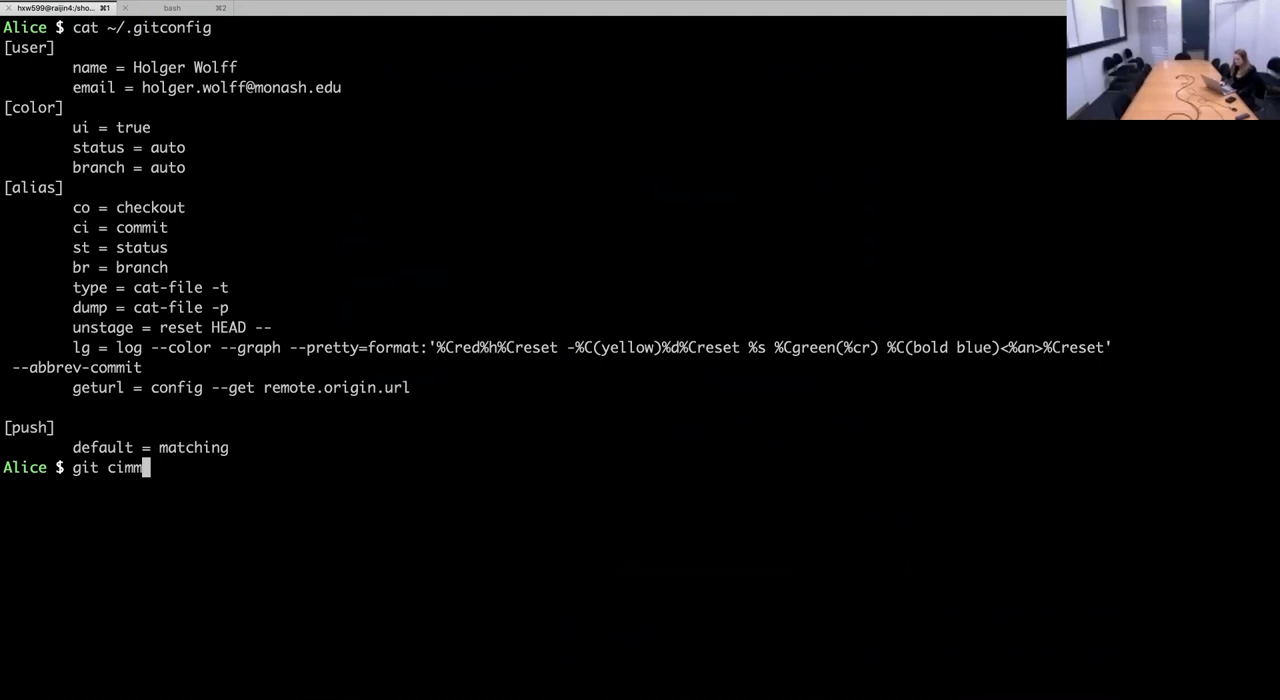 hxw599@raijin4:/sho... ⌘1 bash ⌘2
Alice $ cat ~/.gitconfig
[user]
name = Holger Wolff
email = holger.wolff@monash.edu
[color]
ui = true
status = auto
branch = auto
[alias]
co = checkout
ci = commit
st = status
br = branch
type = cat-file -t
dump = cat-file -p
unstage = reset HEAD --
lg = log --color --graph --pretty=format:'%Cred%h%Creset -%C(yellow)%d%Creset %s %Cgreen(%cr) %C(bold blue)<%an>%Creset'
--abbrev-commit
geturl = config --get remote.origin.url
[push]
default = matching
Alice $ git cimm